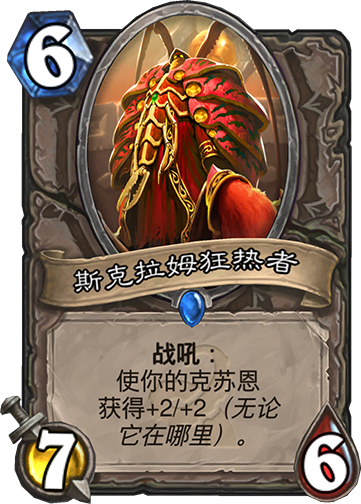 6
斯克拉姆狂热者
战吼：
使你的克苏恩
获得+2/+2（无论
它在哪里）。
7
6